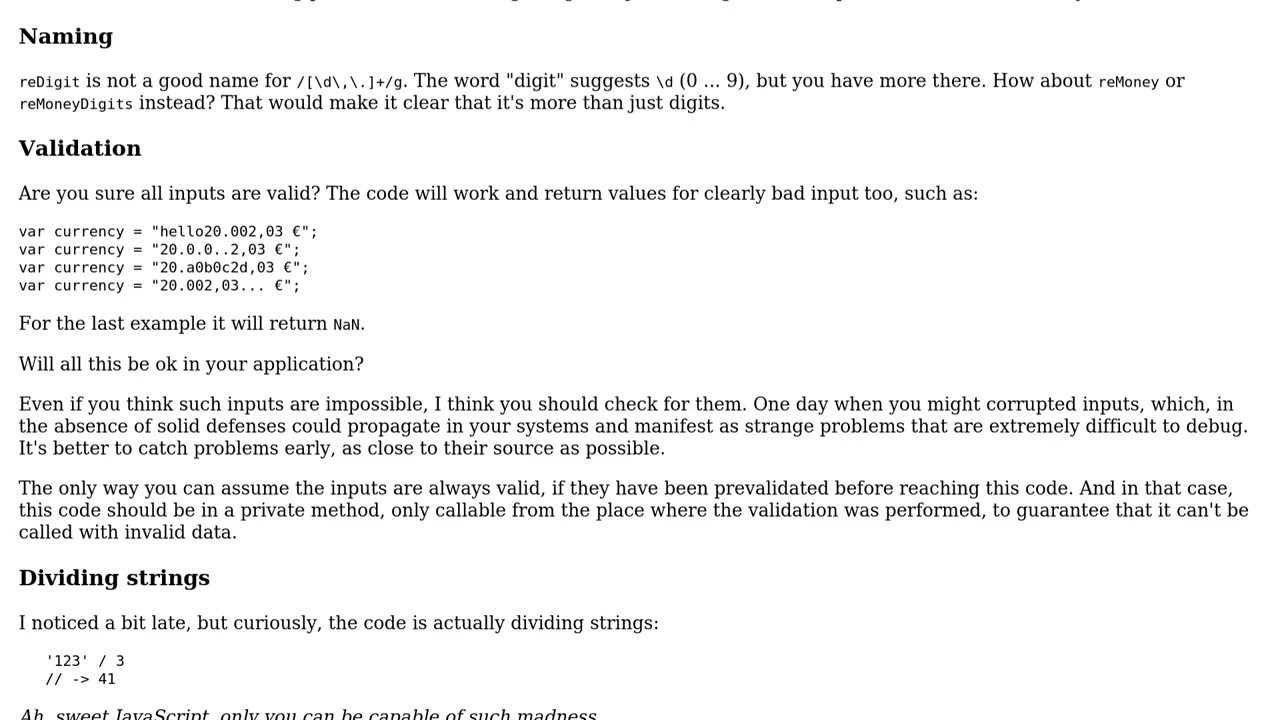 Naming
reDigit is not a good name for /[\d\,\.]+/g. The word "digit" suggests \d (0 ... 9), but you have more there. How about reMoney or
reMoneyDigits instead? That would make it clear that it's more than just digits.
Validation
Are you sure all inputs are valid? The code will work and return values for clearly bad input too, such as:
var currency = "hello20.002,03 €";
var currency = "20.0.0..2,03 €";
var currency = "20.a0b0c2d,03 €";
var currency = "20.002,03... €";
For the last example it will return NaN.
Will all this be ok in your application?
Even if you think such inputs are impossible, I think you should check for them. One day when you might corrupted inputs, which, in
the absence of solid defenses could propagate in your systems and manifest as strange problems that are extremely difficult to debug.
It's better to catch problems early, as close to their source as possible.
The only way you can assume the inputs are always valid, if they have been prevalidated before reaching this code. And in that case,
this code should be in a private method, only callable from the place where the validation was performed, to guarantee that it can't be
called with invalid data.
Dividing strings
I noticed a bit late, but curiously, the code is actually dividing strings:
'123' / 3
// -> 41
Ah, sweet JavaScript, only you can be capable of such madness.